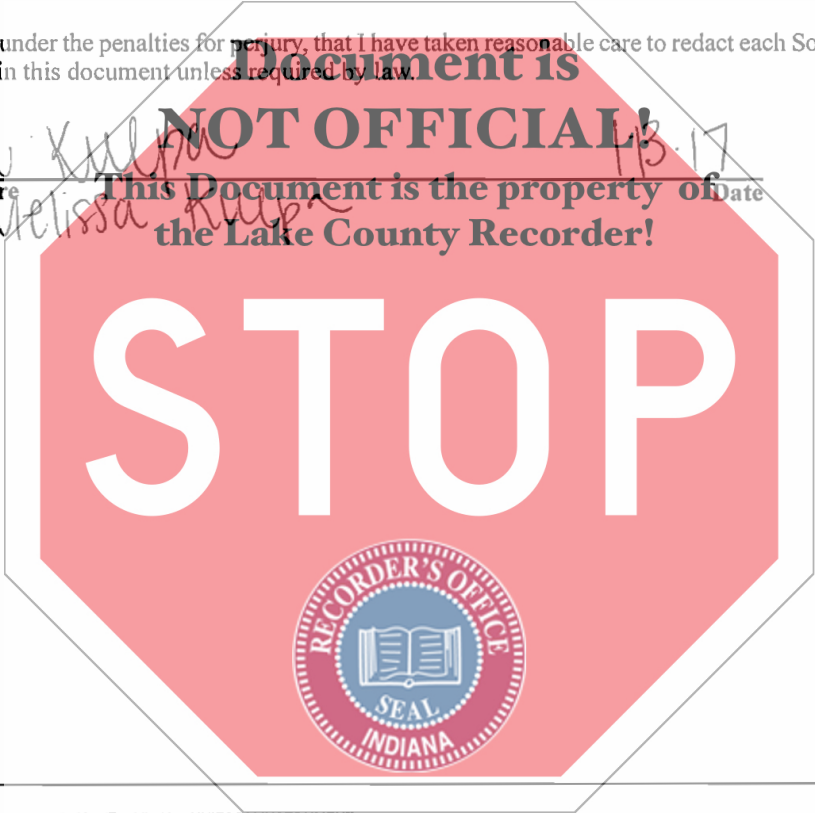 under the penalties for perjury, that I have taken reasonable care to redact each So
in this document unless required by law.
Document is
NOT OFFICIAL!
This Document is the property of
the Lake County Recorder!
re
Date
Melissa
STOP
RECORDER'S OFFICE
SEAL
INDIANA